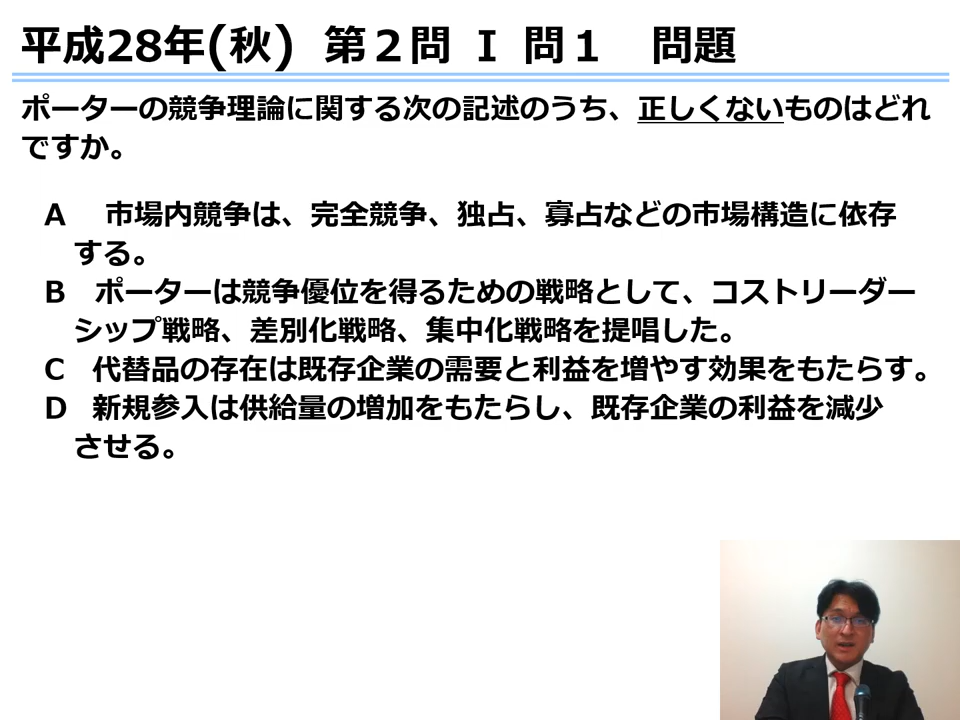 平成28年(秋) 第２問 Ⅰ 問１　問題
ポーターの競争理論に関する次の記述のうち、正しくないものはどれ
ですか。
A　市場内競争は、完全競争、独占、寡占などの市場構造に依存
する。
B　ポーターは競争優位を得るための戦略として、コストリーダー
シップ戦略、差別化戦略、集中化戦略を提唱した。
C　代替品の存在は既存企業の需要と利益を増やす効果をもたらす。
D　新規参入は供給量の増加をもたらし、既存企業の利益を減少
させる。